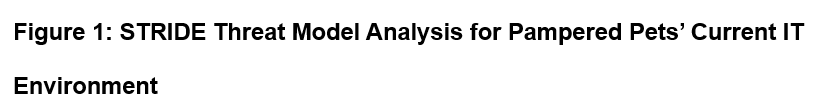 Figure 1: STRIDE Threat Model Analysis for Pampered Pets’ Current IT
Environment